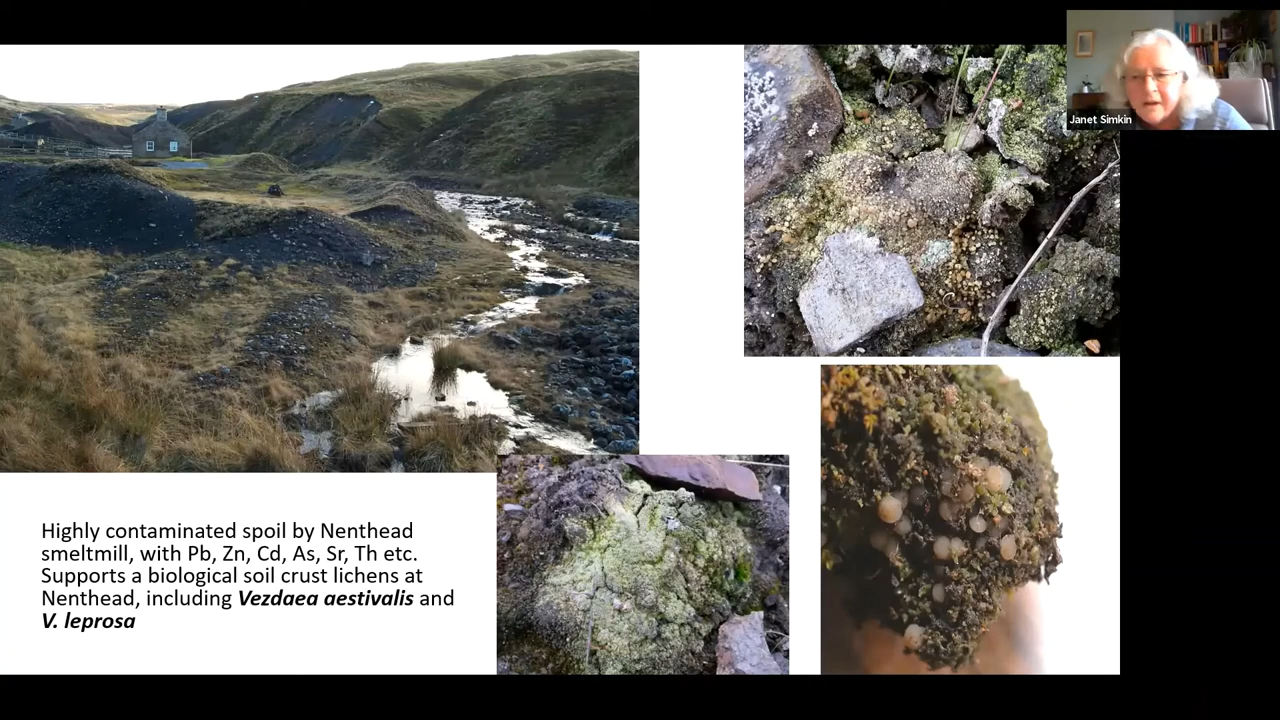 Janet Simkin
Highly contaminated spoil by Nenthead
smeltmill, with Pb, Zn, Cd, As, Sr, Th etc.
Supports a biological soil crust lichens at
Nenthead, including Vezdaea aestivalis and
V. leprosa